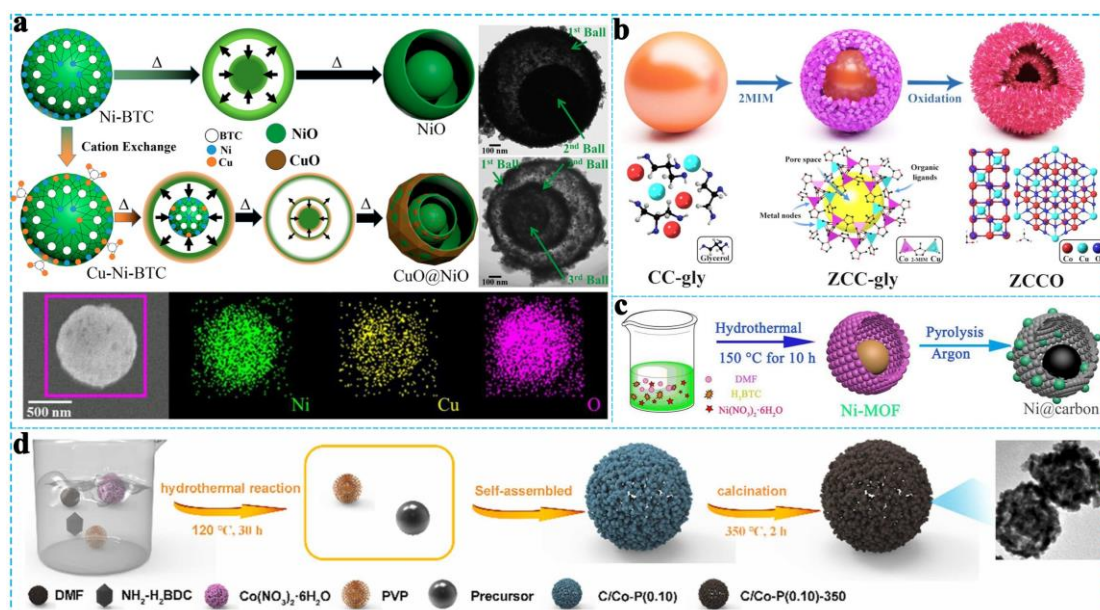 a
Ni-BTC
Δ
Δ
NiO
1st Ball
2nd Ball
100 nm
Cation Exchange
BTC
Ni
Cu
NiO
CuO
Cu-Ni-BTC
Δ
Δ
Δ
CuO@NiO
1st Ball
2nd Ball
3rd Ball
100 nm
500 nm
Ni
Cu
O
b
2MIM
Oxidation
Glycerol
CC-gly
Pore space
Organic ligands
Metal nodes
Co 2-MIM Cu
ZCC-gly
Co Cu O
ZCCO
c
Hydrothermal
150 °C for 10 h
DMF
Ni(NO3)2·6H2O
Ni-MOF
Pyrolysis
Argon
Ni@carbon
d
hydrothermal reaction
120 °C, 30 h
Self-assembled
calcination
350 °C, 2 h
DMF
NH2-H2BDC
Co(NO3)2·6H2O
PVP
Precursor
C/Co-P(0.10)
C/Co-P(0.10)-350